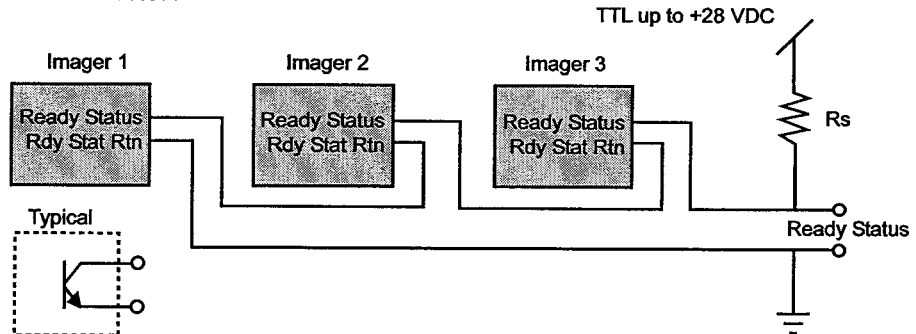 TTL up to +28 VDC
Imager 1
Imager 2
Imager 3
Ready Status
Rdy Stat Rtn
Ready Status
Rdy Stat Rtn
Ready Status
Rdy Stat Rtn
Rs
Typical
Ready Status